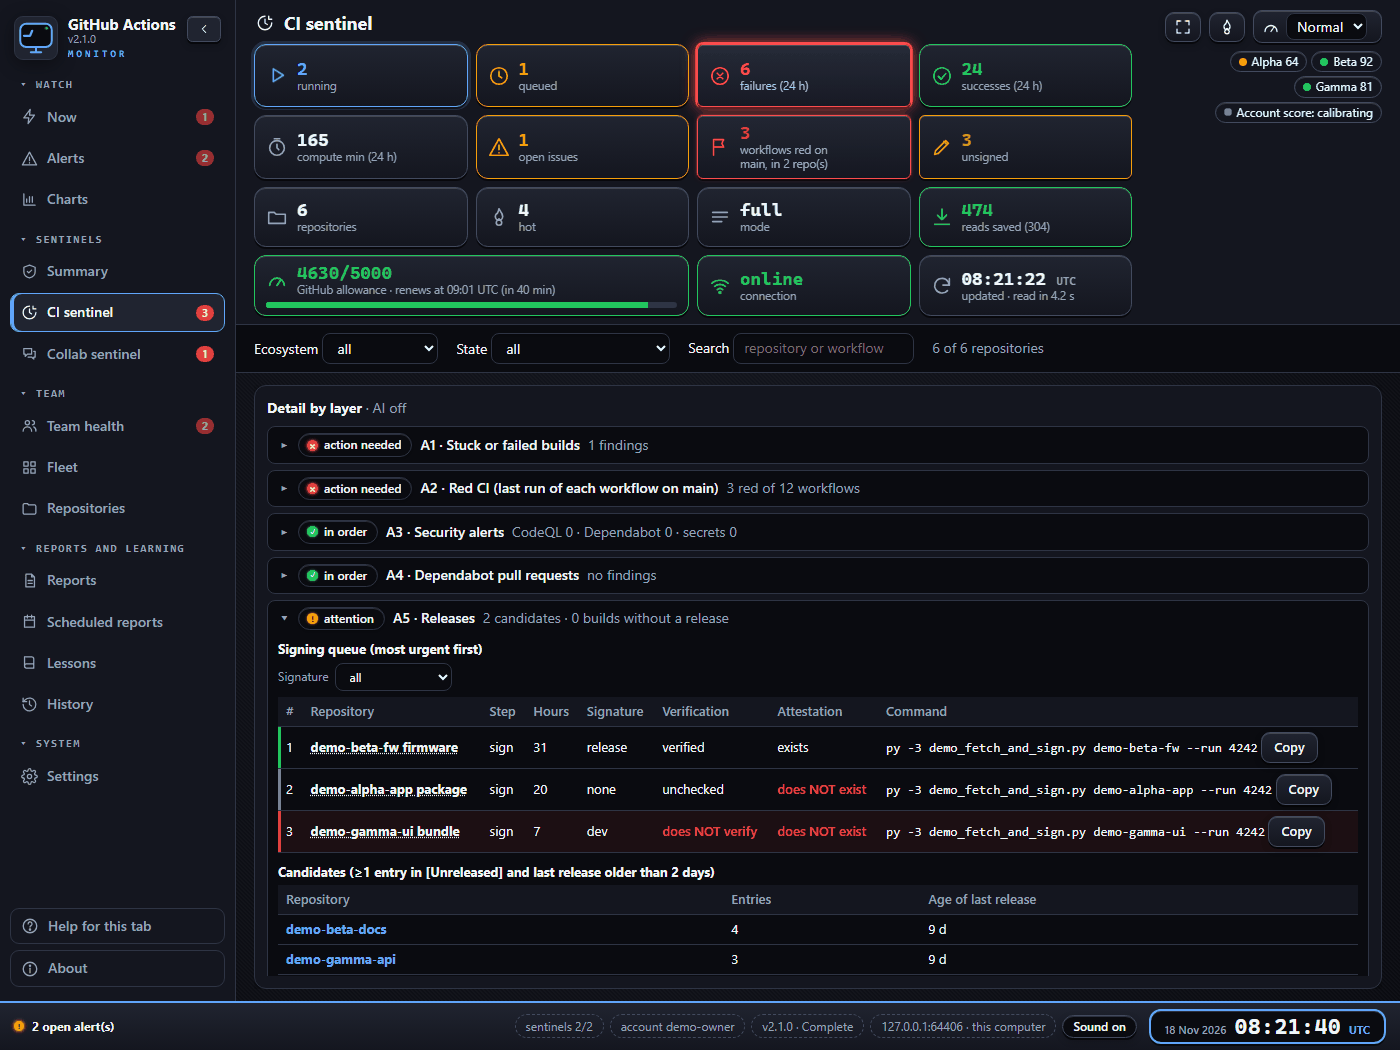 GitHub Actions
v2.1.0
MONITOR
WATCH
Now 1
Alerts 2
Charts
SENTINELS
Summary
CI sentinel 3
Collab sentinel 1
TEAM
Team health 2
Fleet
Repositories
REPORTS AND LEARNING
Reports
Scheduled reports
Lessons
History
SYSTEM
Settings
Help for this tab
About
CI sentinel
Normal
Alpha 64
Beta 92
Gamma 81
Account score: calibrating
2
running
1
queued
6
failures (24 h)
24
successes (24 h)
165
compute min (24 h)
1
open issues
3
workflows red on
main, in 2 repo(s)
3
unsigned
6
repositories
4
hot
full
mode
474
reads saved (304)
4630/5000
GitHub allowance · renews at 09:01 UTC (in 40 min)
online
connection
08:21:22 UTC
updated · read in 4.2 s
Ecosystem all State all Search repository or workflow 6 of 6 repositories
Detail by layer · AI off
action needed A1 · Stuck or failed builds 1 findings
action needed A2 · Red CI (last run of each workflow on main) 3 red of 12 workflows
in order A3 · Security alerts CodeQL 0 · Dependabot 0 · secrets 0
in order A4 · Dependabot pull requests no findings
attention A5 · Releases 2 candidates · 0 builds without a release
Signing queue (most urgent first)
Signature all
# Repository Step Hours Signature Verification Attestation Command
1 demo-beta-fw firmware sign 31 release verified exists py -3 demo_fetch_and_sign.py demo-beta-fw --run 4242 Copy
2 demo-alpha-app package sign 20 none unchecked does NOT exist py -3 demo_fetch_and_sign.py demo-alpha-app --run 4242 Copy
3 demo-gamma-ui bundle sign 7 dev does NOT verify does NOT exist py -3 demo_fetch_and_sign.py demo-gamma-ui --run 4242 Copy
Candidates (≥1 entry in [Unreleased] and last release older than 2 days)
Repository Entries Age of last release
demo-beta-docs 4 9 d
demo-gamma-api 3 9 d
2 open alert(s)
sentinels 2/2
account demo-owner
v2.1.0 · Complete
127.0.0.1:64406 · this computer
Sound on
18 Nov 2026 08:21:40 UTC